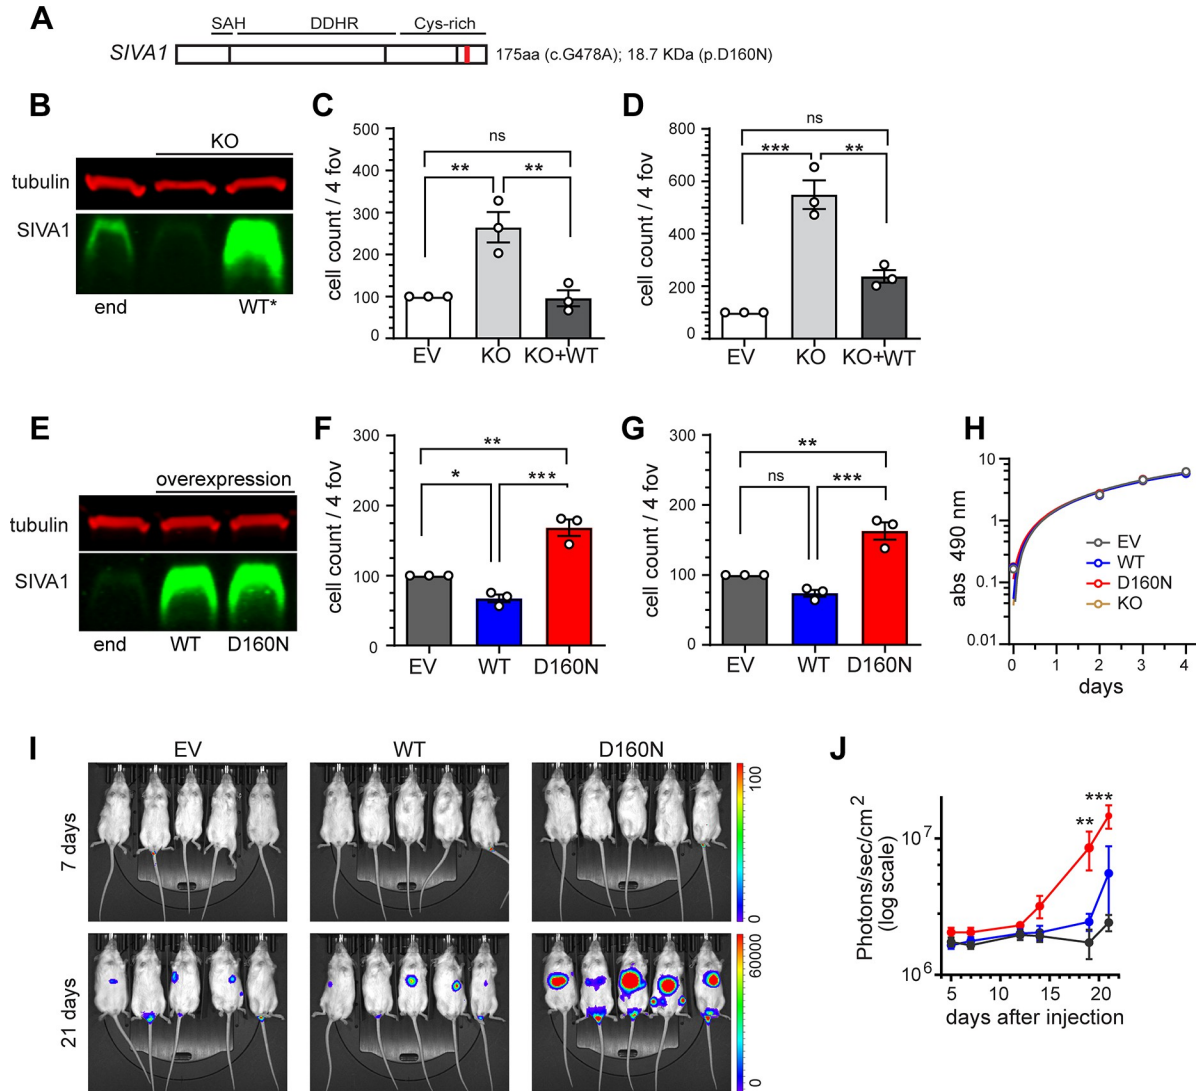 A
SAH DDHR Cys-rich
SIVA1 175aa (c.G478A); 18.7 KDa (p.D160N)
B
KO
tubulin
SIVA1
end WT*
C
cell count / 4 fov
500
400
300
200
100
0
ns
** **
EV KO KO+WT
D
cell count / 4 fov
800
600
400
200
0
ns
*** **
EV KO KO+WT
E
overexpression
tubulin
SIVA1
end WT D160N
F
cell count / 4 fov
300
200
100
0
**
* ***
EV WT D160N
G
cell count / 4 fov
300
200
100
0
**
ns ***
EV WT D160N
H
abs 490 nm
10
1
0.1
0.01
EV
WT
D160N
KO
0 1 2 3 4
days
I
EV WT D160N
7 days
100
0
21 days
60000
0
J
Photons/sec/cm2
(log scale)
10^7
10^6
** ***
5 10 15 20
days after injection